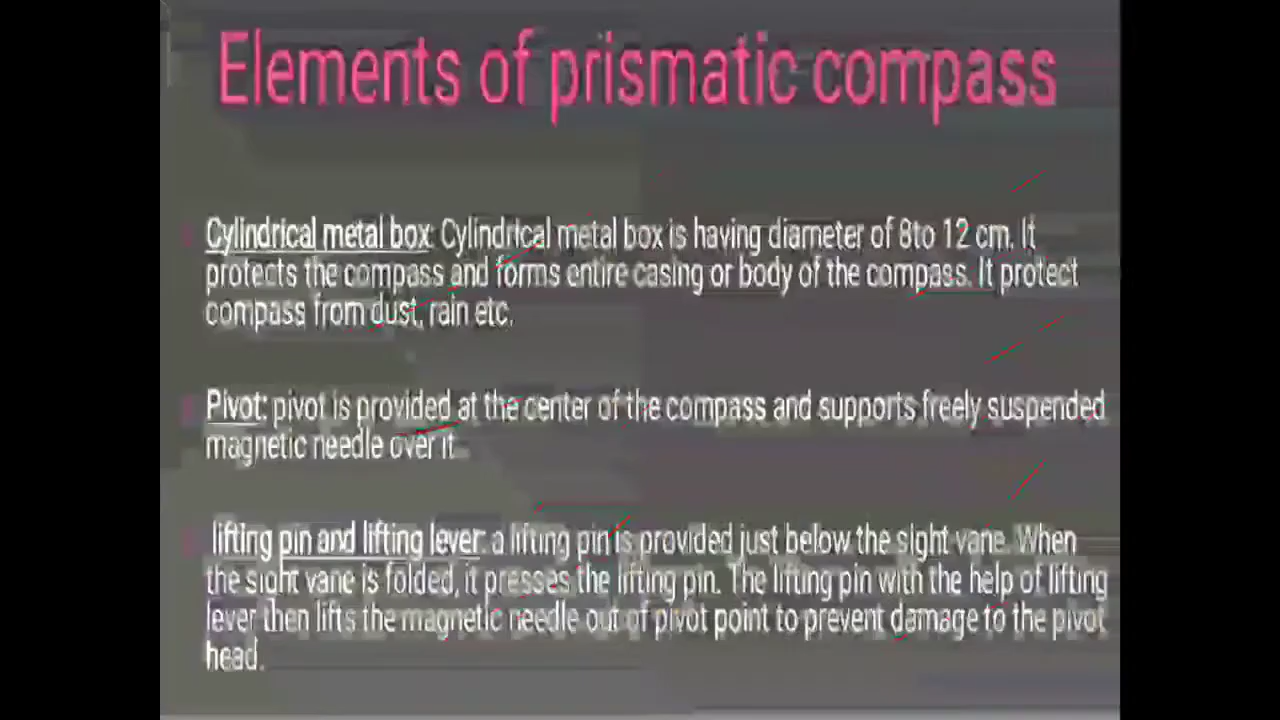 Elements of prismatic compass
Cylindrical metal box: Cylindrical metal box is having diameter of 8to 12 cm. It
protects the compass and forms entire casing or body of the compass. It protect
compass from dust, rain etc.
Pivot: pivot is provided at the center of the compass and supports freely suspended
magnetic needle over it.
lifting pin and lifting lever: a lifting pin is provided just below the sight vane. When
the sight vane is folded, it presses the lifting pin. The lifting pin with the help of lifting
lever then lifts the magnetic needle out of pivot point to prevent damage to the pivot
head.